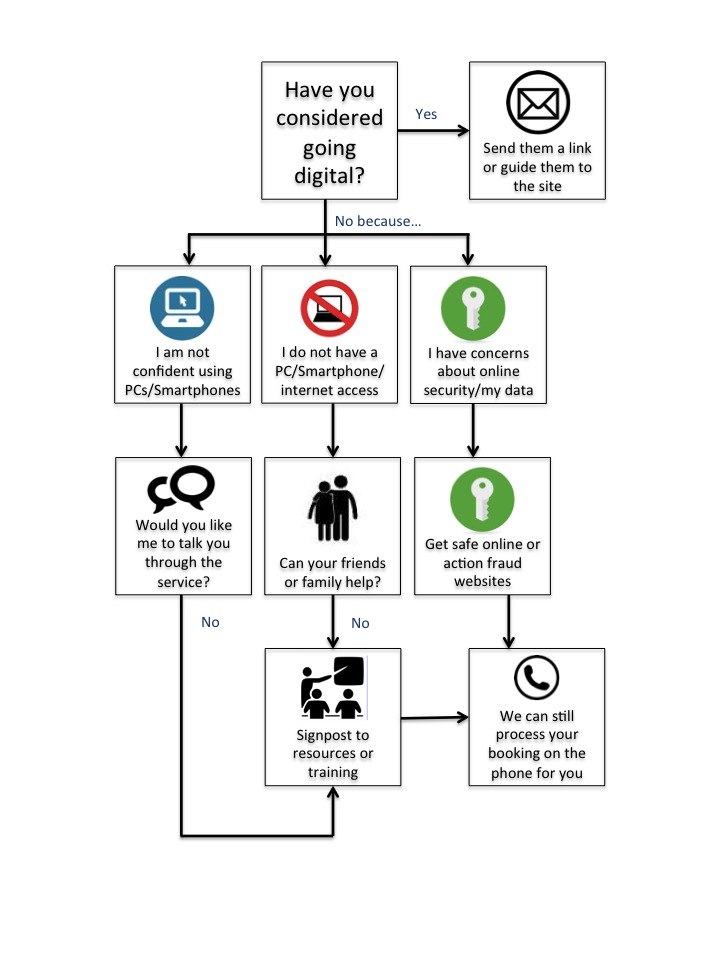 Have you
considered
going
digital?
Yes
Send them a link
or guide them to
the site
No because...
I am not
confident using
PCs/Smartphones
I do not have a
PC/Smartphone/
internet access
I have concerns
about online
security/my data
Would you like
me to talk you
through the
service?
Can your friends
or family help?
Get safe online or
action fraud
websites
No
No
Signpost to
resources or
training
We can still
process your
booking on the
phone for you